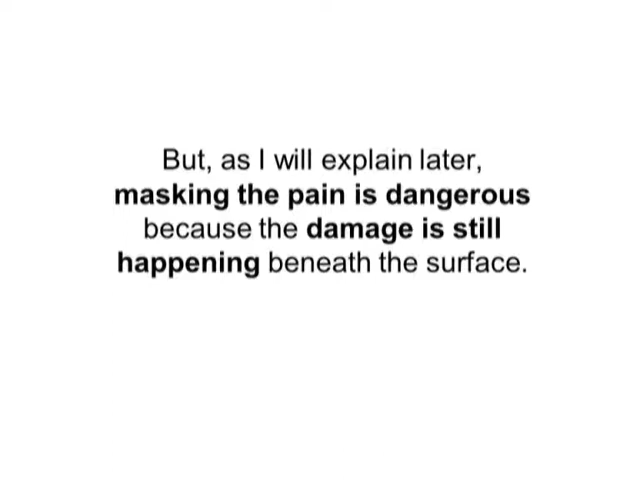 But, as I will explain later,
masking the pain is dangerous
because the damage is still
happening beneath the surface.